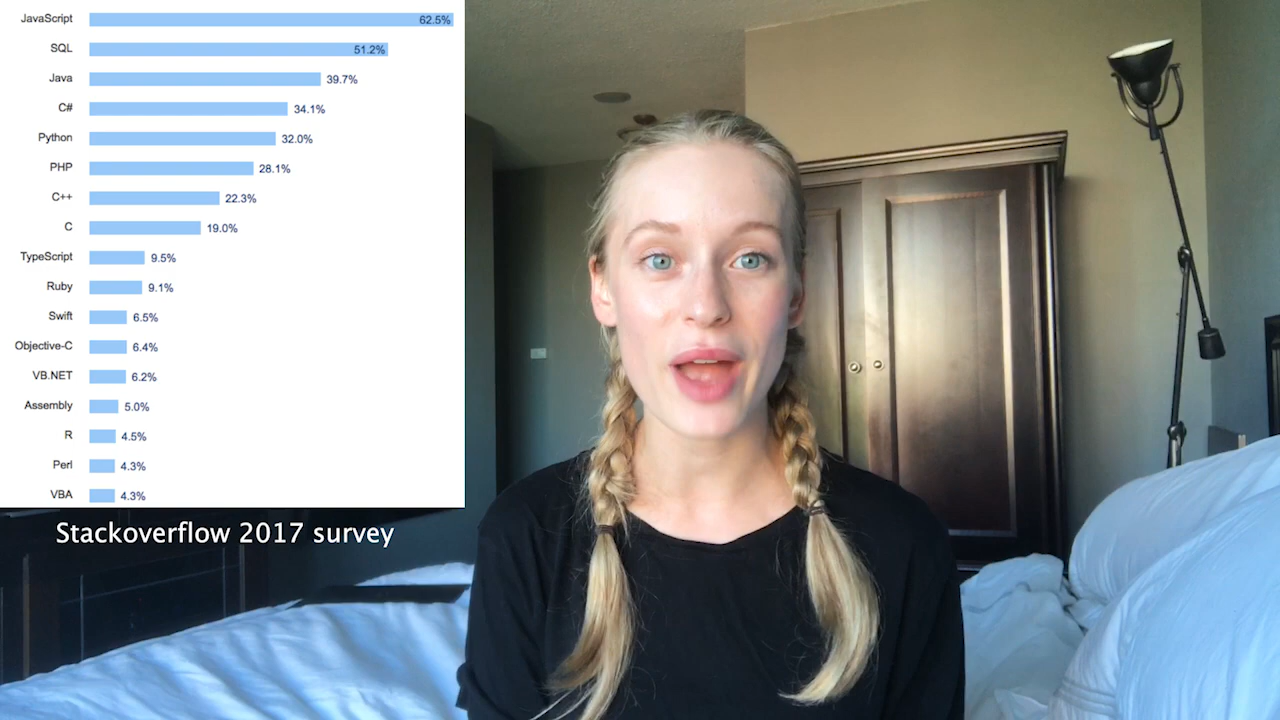 JavaScript 62.5%
SQL 51.2%
Java 39.7%
C# 34.1%
Python 32.0%
PHP 28.1%
C++ 22.3%
C 19.0%
TypeScript 9.5%
Ruby 9.1%
Swift 6.5%
Objective-C 6.4%
VB.NET 6.2%
Assembly 5.0%
R 4.5%
Perl 4.3%
VBA 4.3%
Stackoverflow 2017 survey